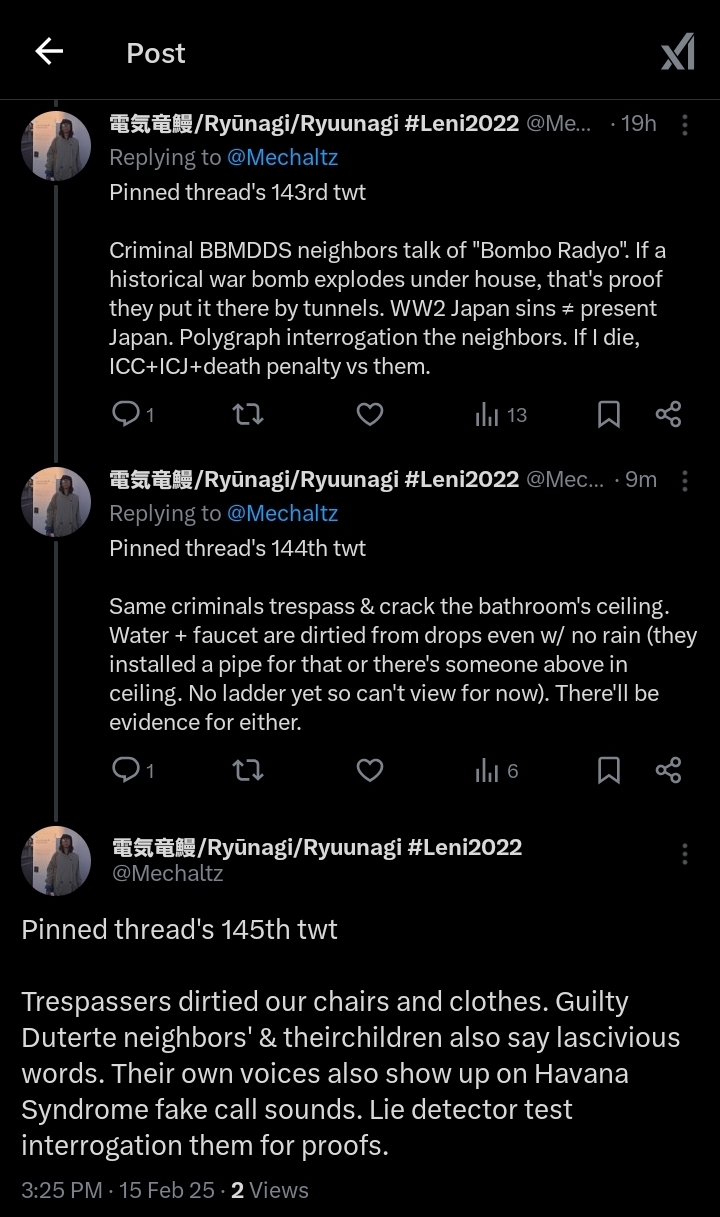 Post
電気竜鰻/Ryūnagi/Ryuunagi #Leni2022 @Me... · 19h
Replying to @Mechaltz
Pinned thread's 143rd twt
Criminal BBMDDS neighbors talk of "Bombo Radyo". If a
historical war bomb explodes under house, that's proof
they put it there by tunnels. WW2 Japan sins ≠ present
Japan. Polygraph interrogation the neighbors. If I die,
ICC+ICJ+death penalty vs them.
1 13
電気竜鰻/Ryūnagi/Ryuunagi #Leni2022 @Mec... · 9m
Replying to @Mechaltz
Pinned thread's 144th twt
Same criminals trespass & crack the bathroom's ceiling.
Water + faucet are dirtied from drops even w/ no rain (they
installed a pipe for that or there's someone above in
ceiling. No ladder yet so can't view for now). There'll be
evidence for either.
1 6
電気竜鰻/Ryūnagi/Ryuunagi #Leni2022
@Mechaltz
Pinned thread's 145th twt
Trespassers dirtied our chairs and clothes. Guilty
Duterte neighbors' & theirchildren also say lascivious
words. Their own voices also show up on Havana
Syndrome fake call sounds. Lie detector test
interrogation them for proofs.
3:25 PM · 15 Feb 25 · 2 Views